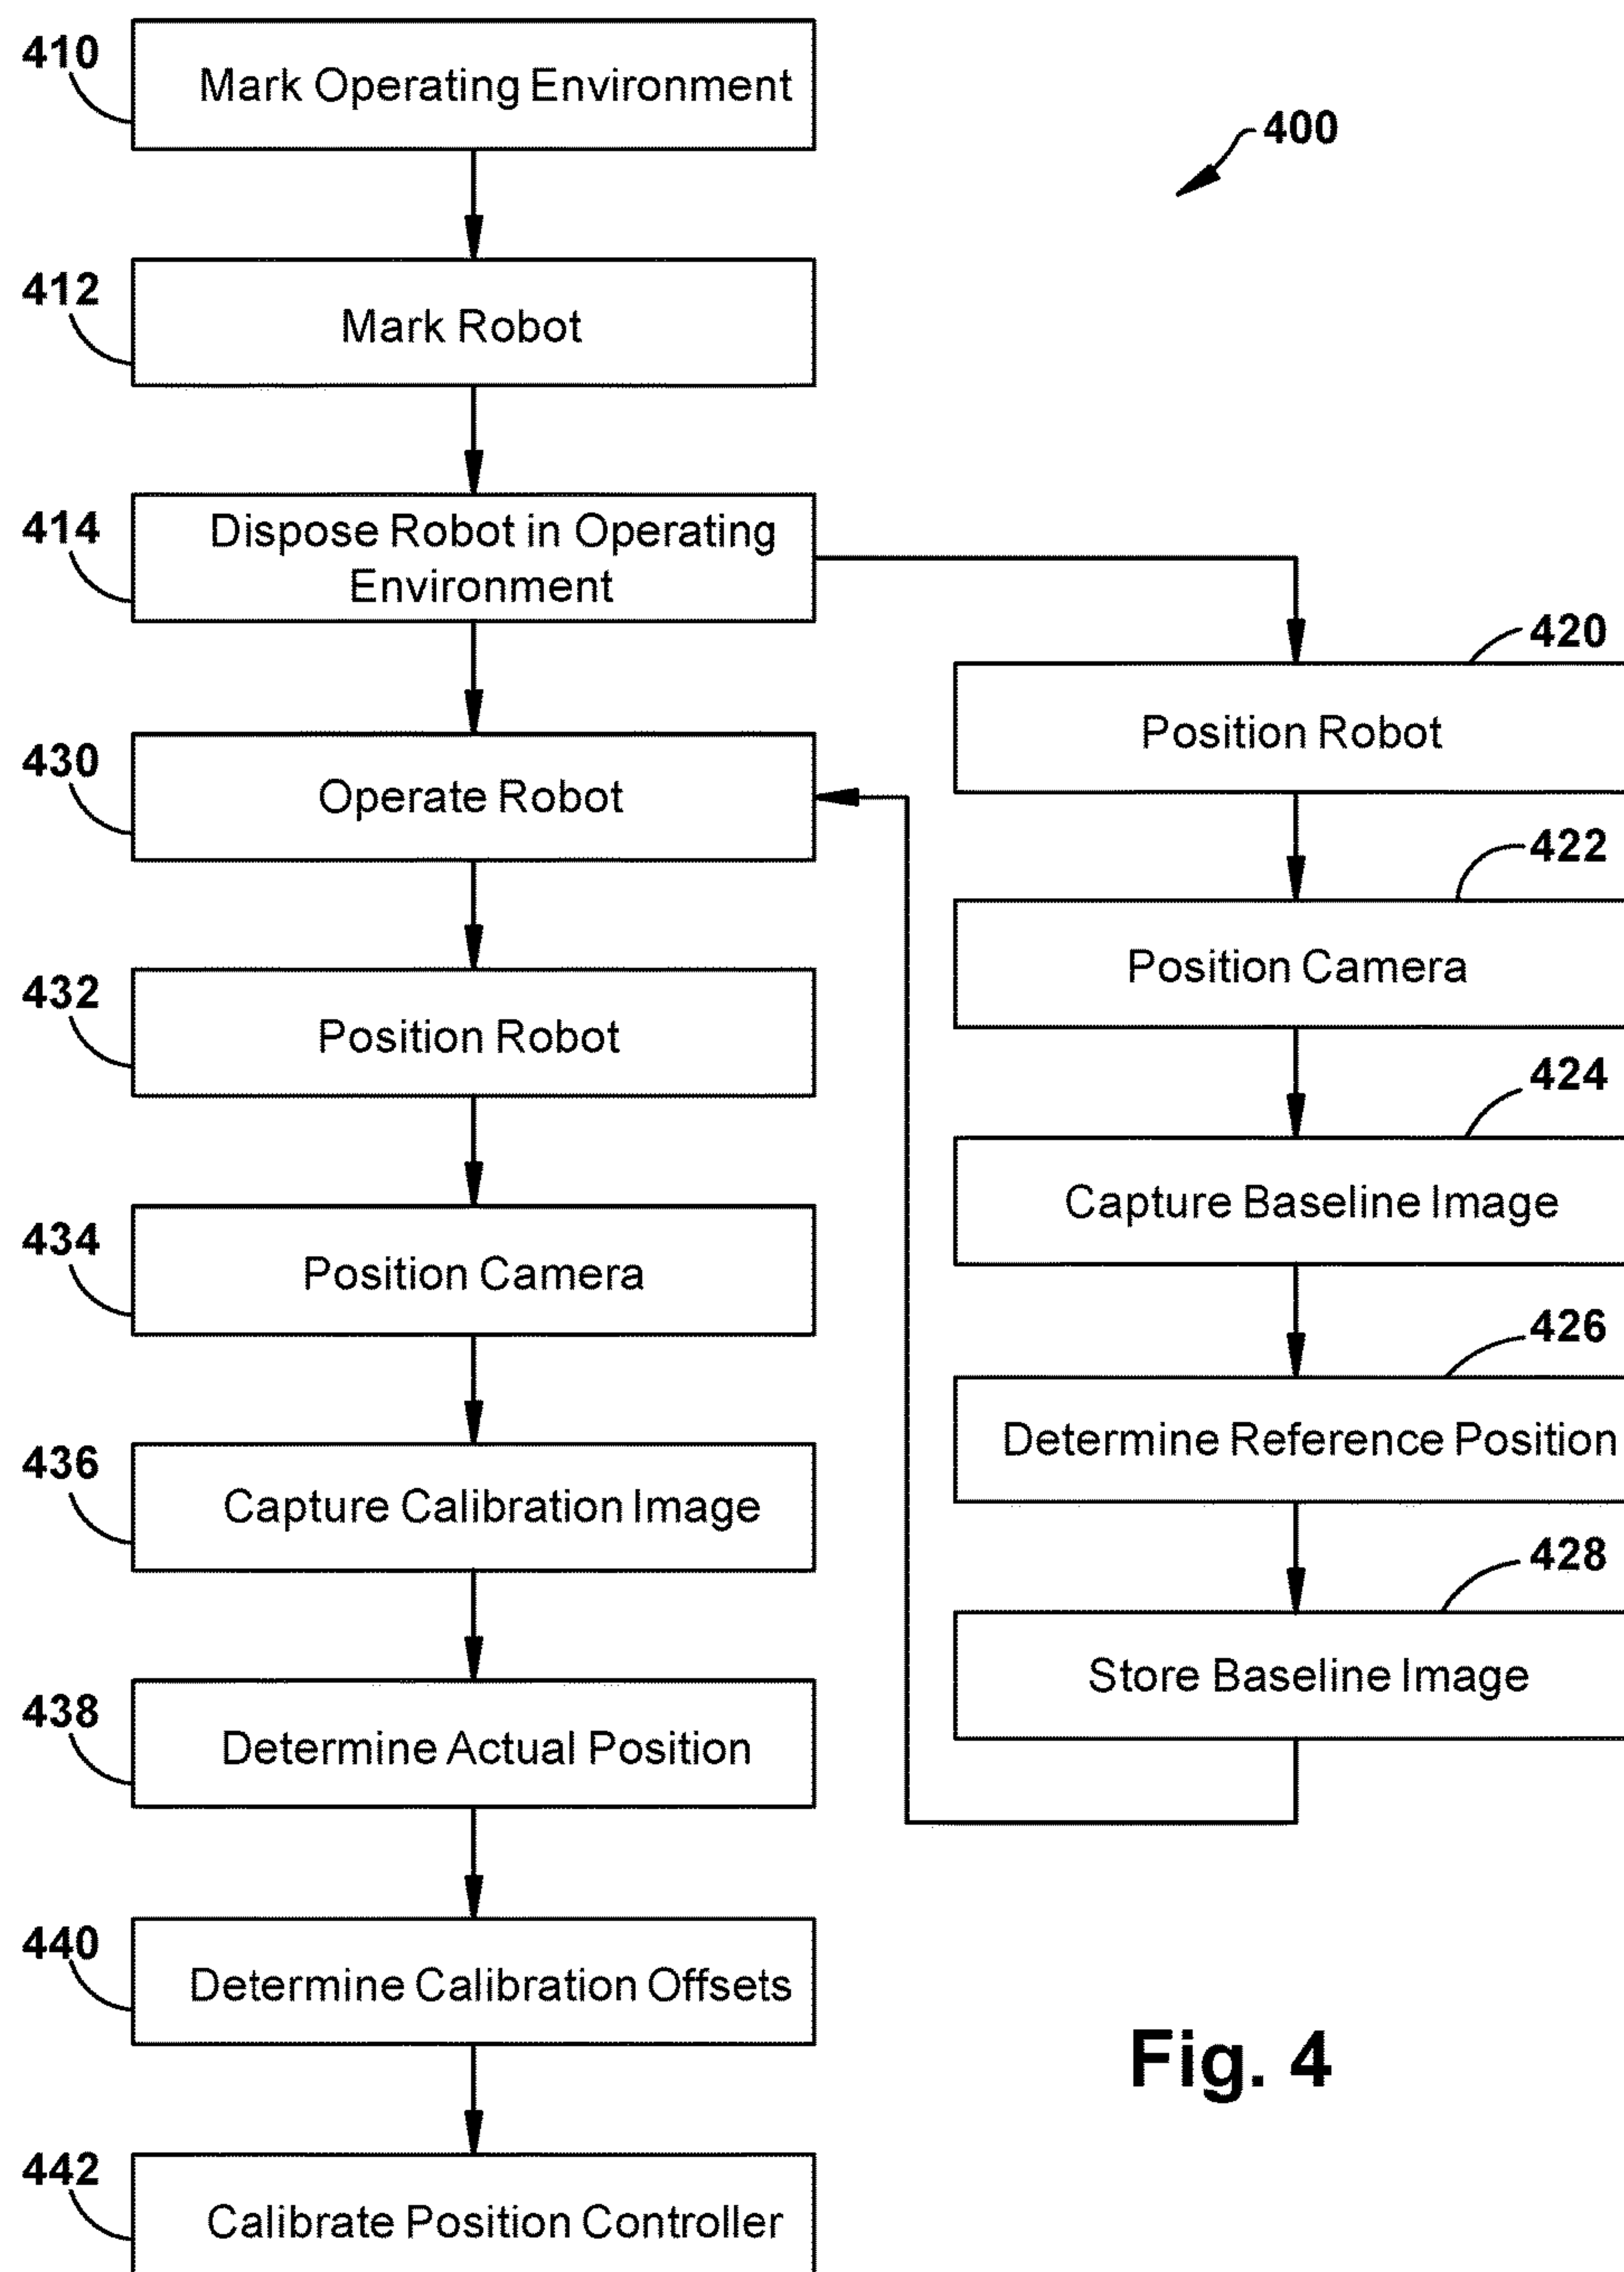 410
Mark Operating Environment
400
412
Mark Robot
414
Dispose Robot in Operating
Environment
420
Position Robot
430
Operate Robot
422
Position Camera
432
Position Robot
424
Capture Baseline Image
434
Position Camera
426
Determine Reference Position
436
Capture Calibration Image
428
Store Baseline Image
438
Determine Actual Position
440
Determine Calibration Offsets
Fig. 4
442
Calibrate Position Controller